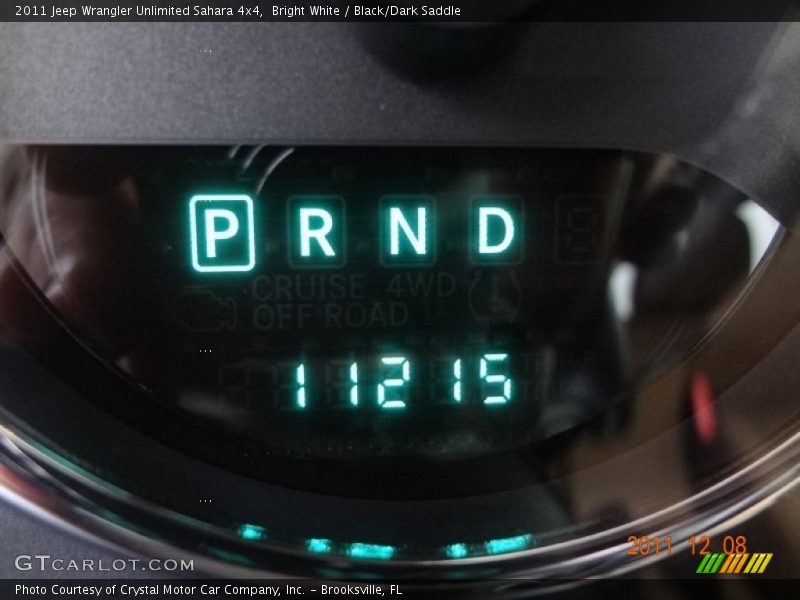 2011 Jeep Wrangler Unlimited Sahara 4x4,  Bright White / Black/Dark Saddle
P R N D
CRUISE 4WD
OFF ROAD
11215
2011 12 08
GTCARLOT.COM
Photo Courtesy of Crystal Motor Car Company, Inc. - Brooksville, FL